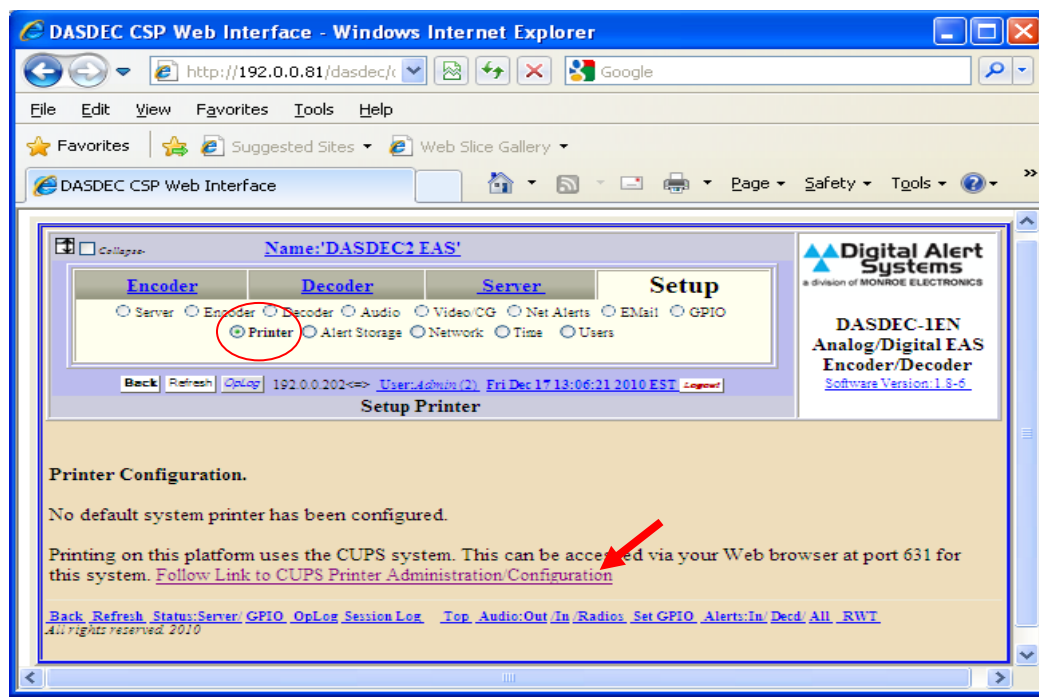 DASDEC CSP Web Interface - Windows Internet Explorer
http://192.0.0.81/dasdec/c
Google
File Edit View Favorites Tools Help
Favorites Suggested Sites Web Slice Gallery
DASDEC CSP Web Interface
Page Safety Tools
Collapse-
Name:'DASDEC2 EAS'
Encoder Decoder Server Setup
Server Encoder Decoder Audio Video/CG Net Alerts EMail GPIO
Printer Alert Storage Network Time Users
Back Refresh OpLog 192.0.0.202<=> User:Admin (2) Fri Dec 17 13:06:21 2010 EST Logout
Setup Printer
Digital Alert
Systems
a division of MONROE ELECTRONICS
DASDEC-1EN
Analog/Digital EAS
Encoder/Decoder
Software Version:1.8-6
Printer Configuration.
No default system printer has been configured.
Printing on this platform uses the CUPS system. This can be accessed via your Web browser at port 631 for
this system. Follow Link to CUPS Printer Administration/Configuration
Back Refresh Status:Server/ GPIO OpLog Session Log Top Audio:Out /In /Radios Set GPIO Alerts:In/ Decd/ All RWT
All rights reserved. 2010